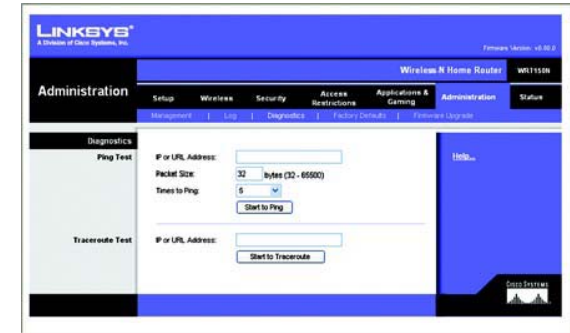 LINKSYS®
A Division of Cisco Systems, Inc.
Firmware Version: v0.00.0
Wireless-N Home Router WRT150N
Administration
Setup Wireless Security Access Restrictions Applications & Gaming Administration Status
Management | Log | Diagnostics | Factory Defaults | Firmware Upgrade
Diagnostics
Ping Test
IP or URL Address:
Packet Size: 32 bytes (32 - 65500)
Times to Ping: 5
Start to Ping
Help...
Traceroute Test
IP or URL Address:
Start to Traceroute
CISCO SYSTEMS